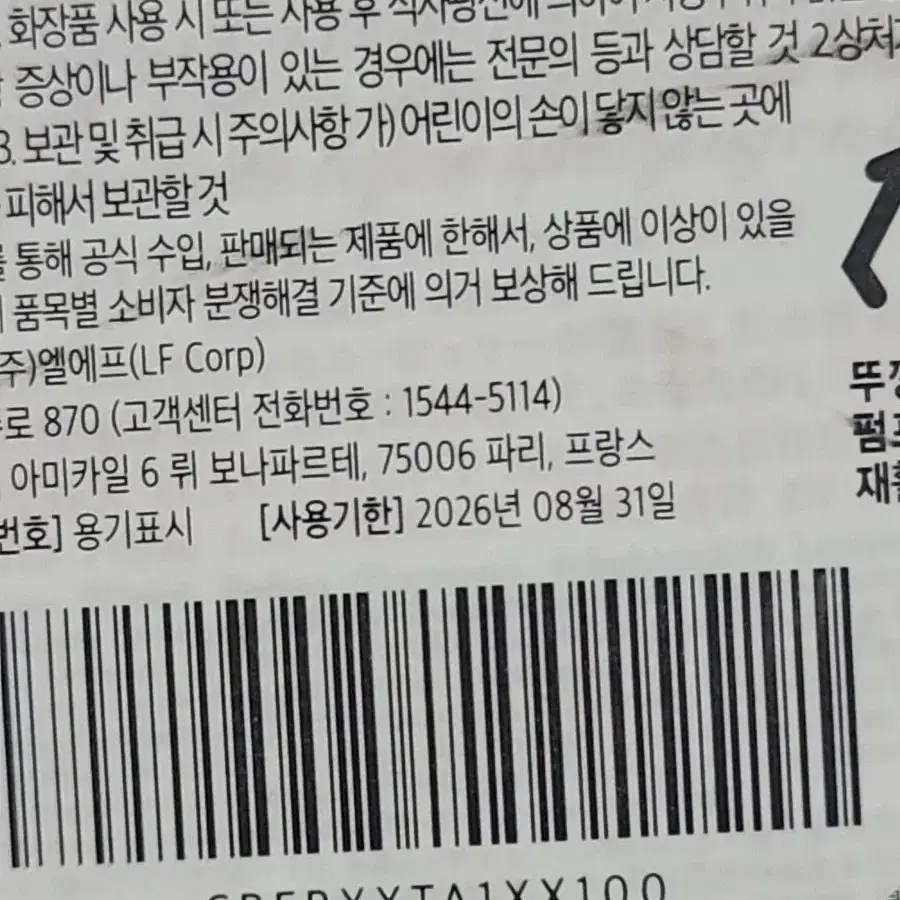 화장품 사용 시 또는 사용 후 직사광선에 의하여
증상이나 부작용이 있는 경우에는 전문의 등과 상담할 것 2상처
3. 보관 및 취급 시 주의사항 가) 어린이의 손이 닿지 않는 곳에
피해서 보관할 것
통해 공식 수입, 판매되는 제품에 한해서, 상품에 이상이 있을
품목별 소비자 분쟁해결 기준에 의거 보상해 드립니다.
주)엘에프(LF Corp)
로 870 (고객센터 전화번호 : 1544-5114)
아미카일 6 뤼 보나파르테, 75006 파리, 프랑스
번호] 용기표시 [사용기한] 2026년 08월 31일
펌프